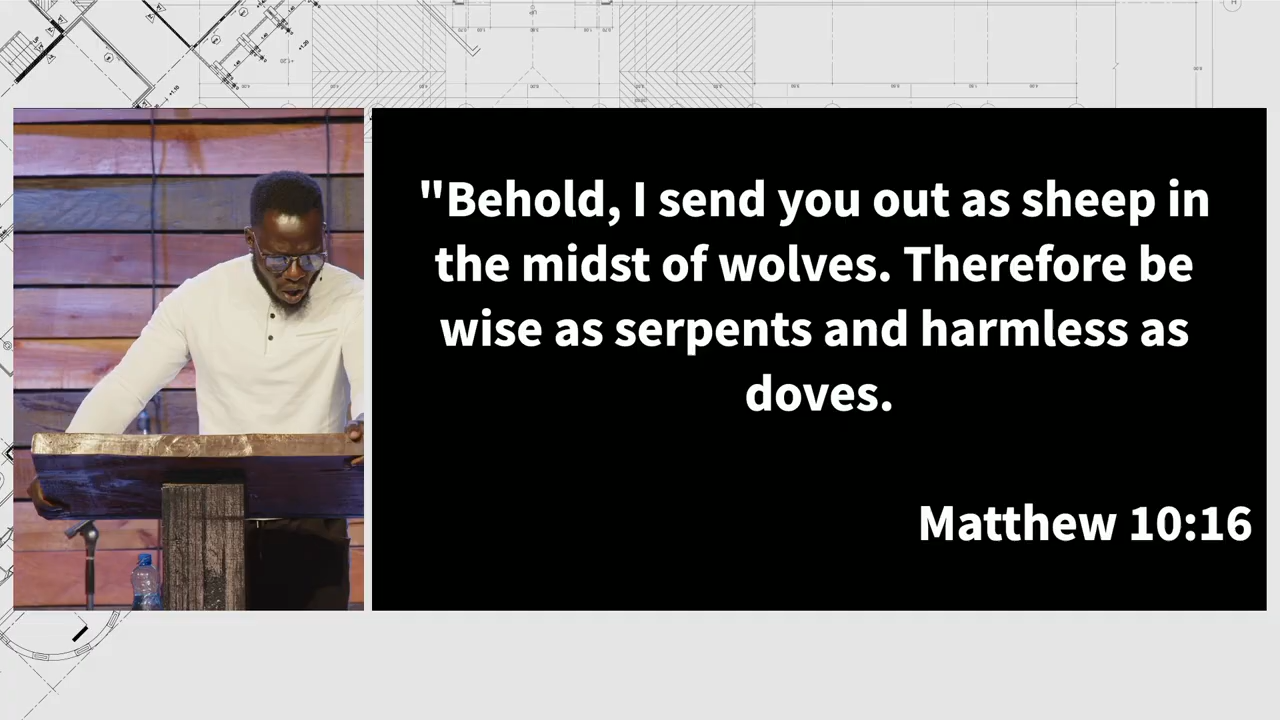 "Behold, I send you out as sheep in
the midst of wolves. Therefore be
wise as serpents and harmless as
doves.
Matthew 10:16